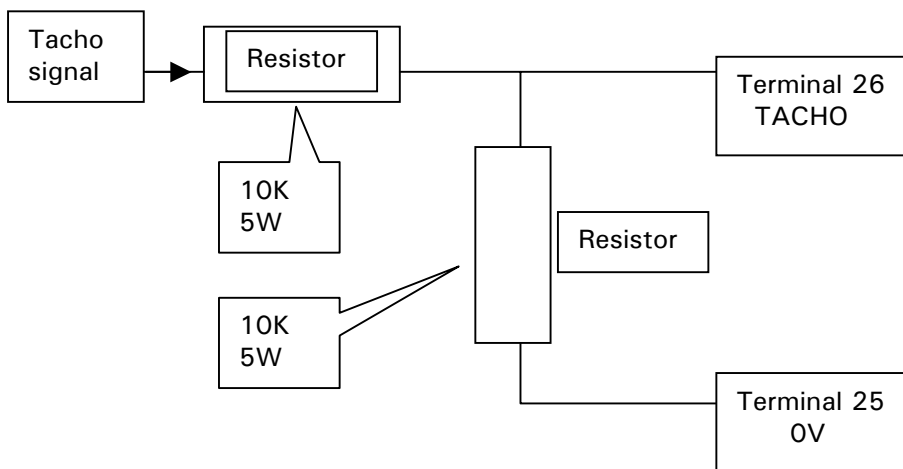 Tacho
signal
Resistor
Terminal 26
TACHO
10K
5W
Resistor
10K
5W
Terminal 25
0V